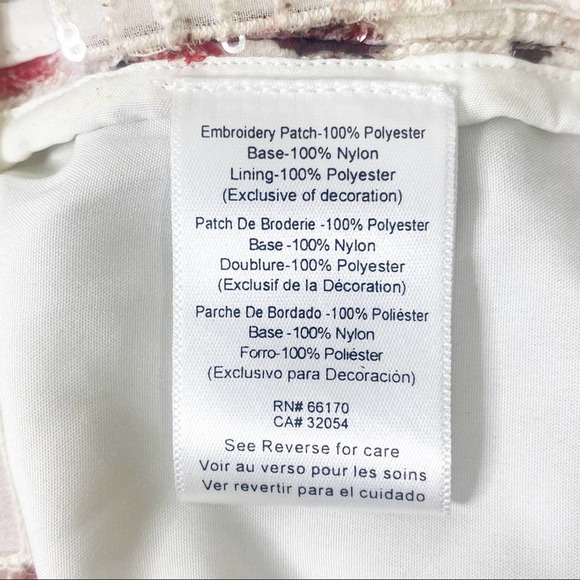 Embroidery Patch-100% Polyester
Base-100% Nylon
Lining-100% Polyester
(Exclusive of decoration)
Patch De Broderie -100% Polyester
Base -100% Nylon
Doublure-100% Polyester
(Exclusif de la Décoration)
Parche De Bordado -100% Poliéster
Base -100% Nylon
Forro-100% Poliéster
(Exclusivo para Decoración)
RN# 66170
CA# 32054
See Reverse for care
Voir au verso pour les soins
Ver revertir para el cuidado